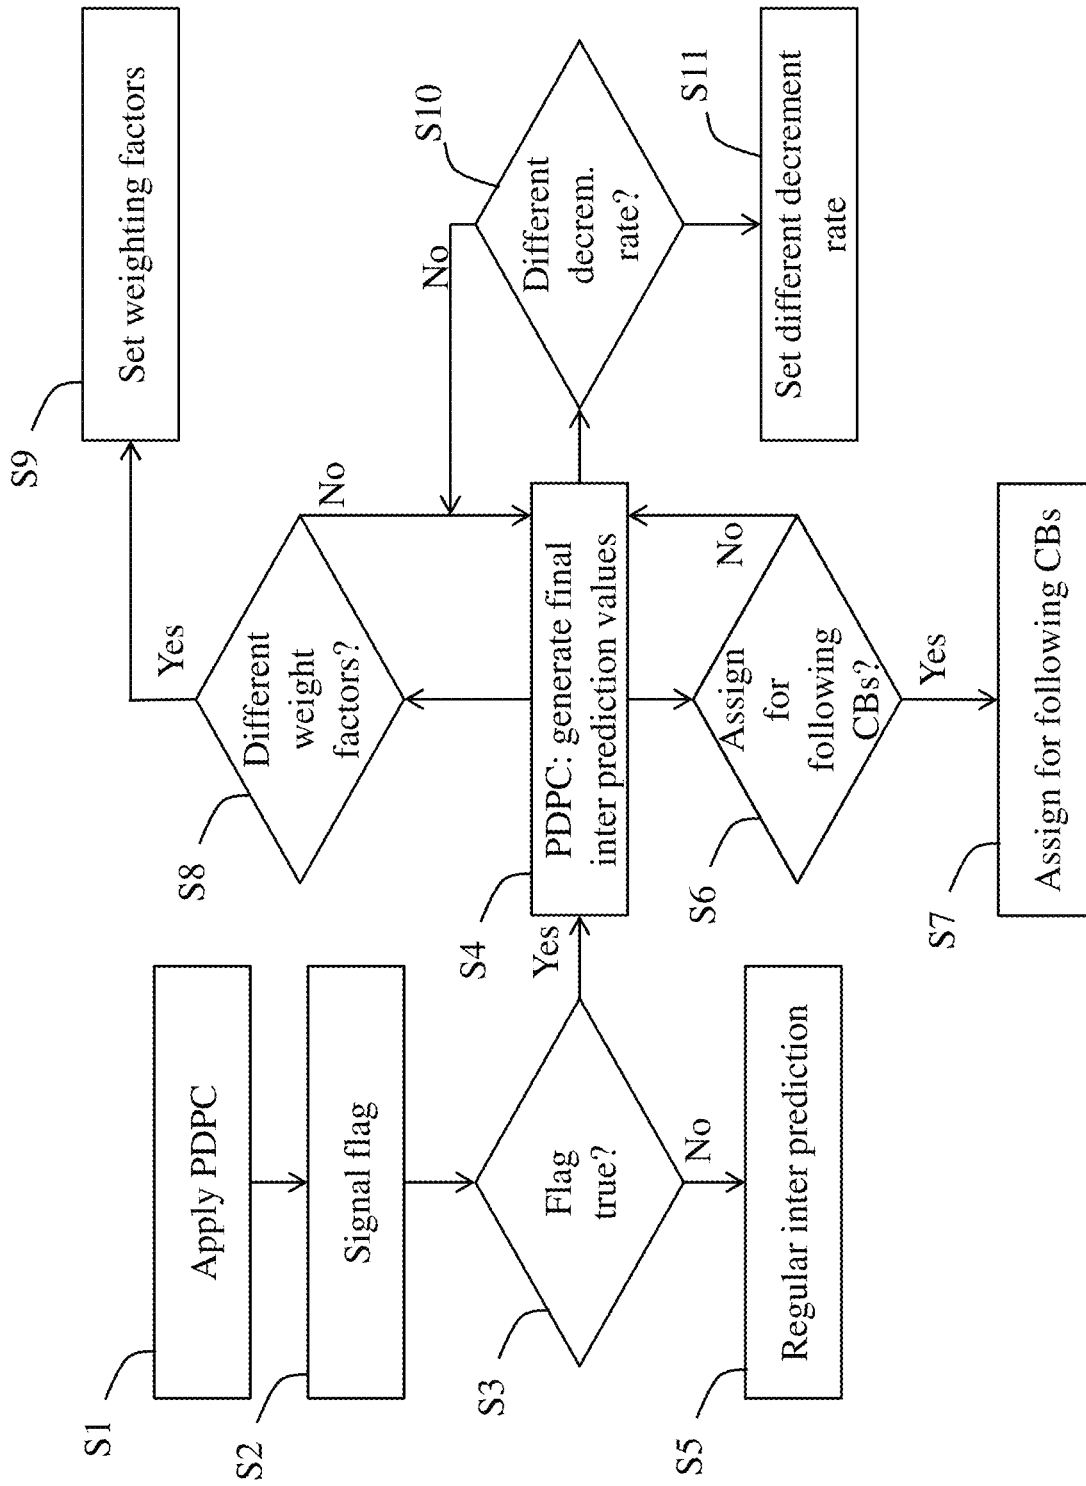 S1
Apply PDPC
S2
Signal flag
S3
Flag
true?
Yes
No
S5
Regular inter prediction
S4
PDPC: generate final
inter prediction values
S8
Different
weight
factors?
Yes
No
S9
Set weighting factors
S6
Assign
for
following
CBs?
No
Yes
S7
Assign for following CBs
S10
Different
decrem.
rate?
No
S11
Set different decrement
rate